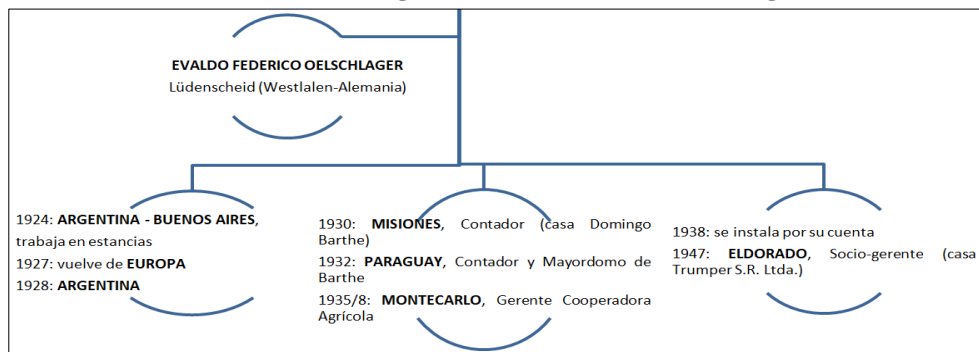 EVALDO FEDERICO OELSCHLAGER
Lüdenscheid (Westlalen-Alemania)
1924: ARGENTINA - BUENOS AIRES,
trabaja en estancias
1927: vuelve de EUROPA
1928: ARGENTINA
1930: MISIONES, Contador (casa Domingo
Barthe)
1932: PARAGUAY, Contador y Mayordomo de
Barthe
1935/8: MONTECARLO, Gerente Cooperadora
Agrícola
1938: se instala por su cuenta
1947: ELDORADO, Socio-gerente (casa
Trumper S.R. Ltda.)